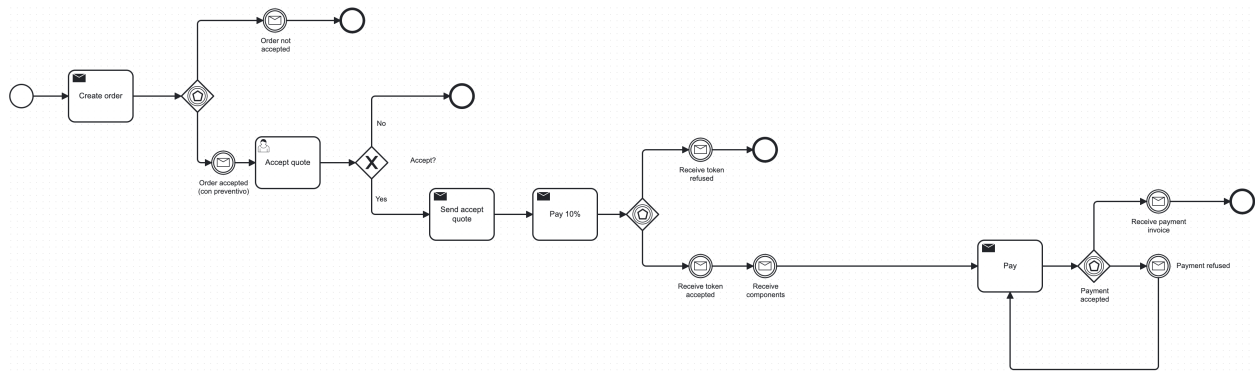 Order not
accepted
Create order
No
Accept quote
Accept?
Order accepted
(con preventivo)
Yes
Send accept
quote
Pay 10%
Receive token
refused
Receive token
accepted
Receive
components
Pay
Receive payment
invoice
Payment refused
Payment
accepted